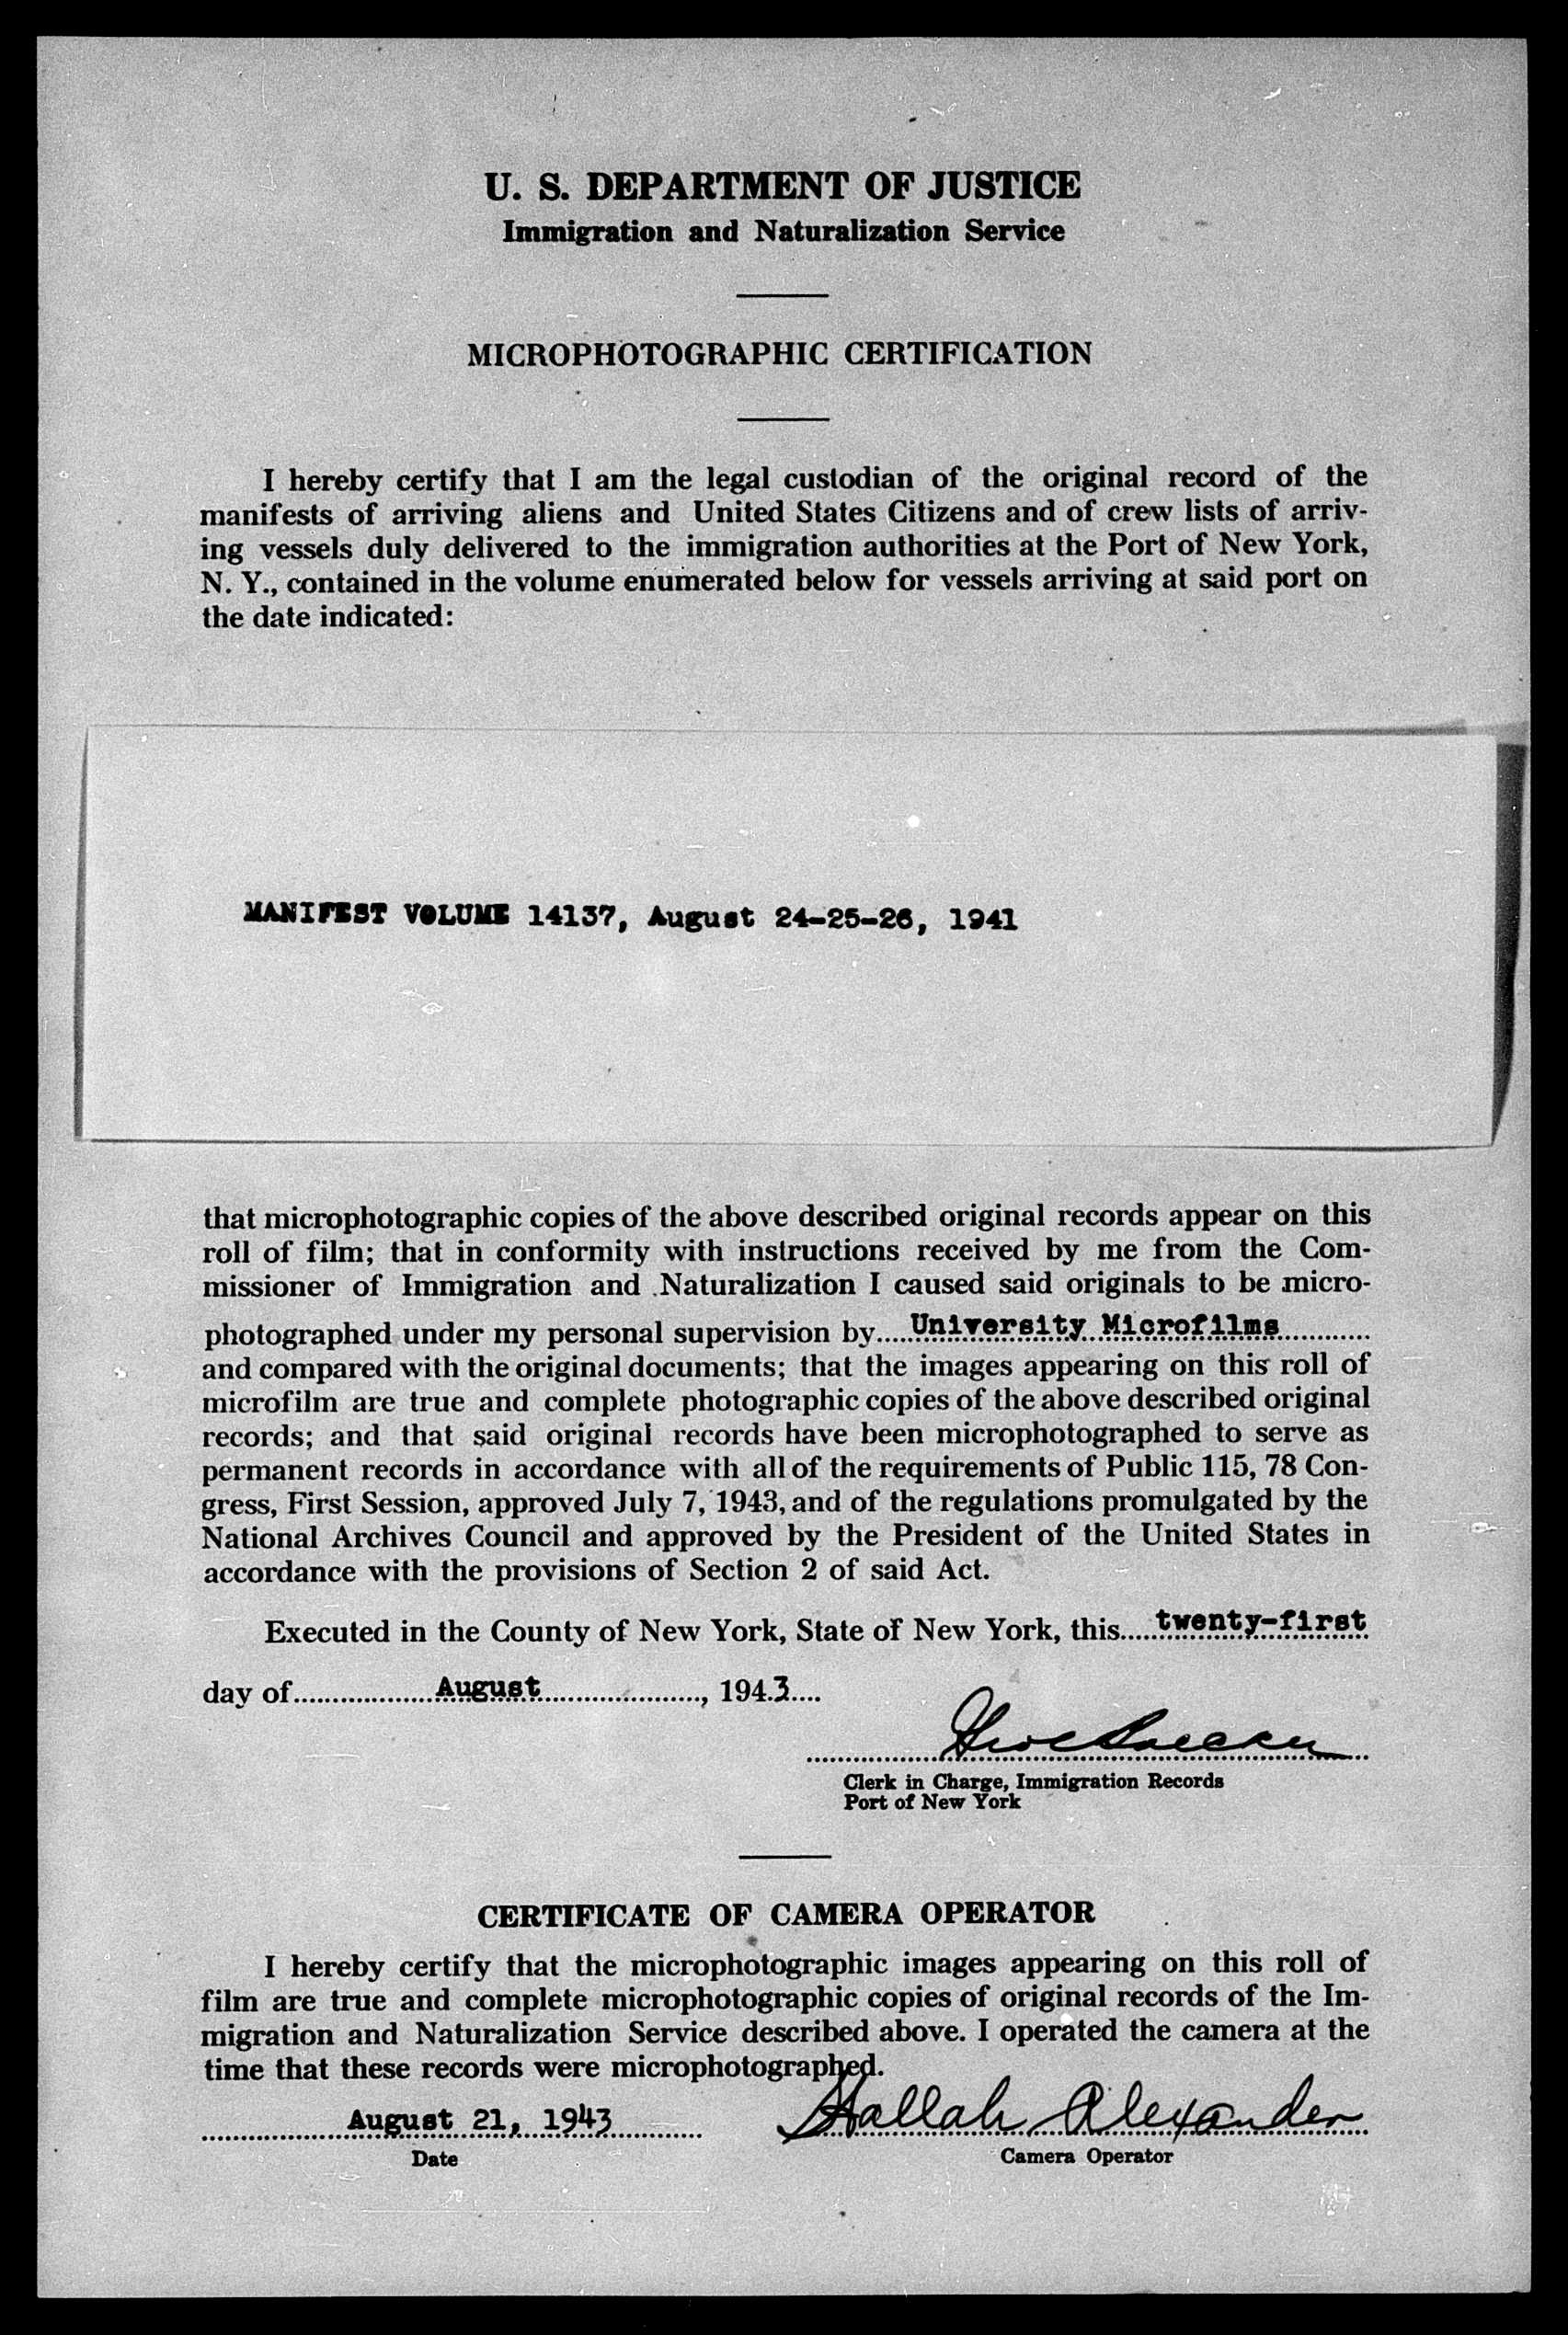 U. S. DEPARTMENT OF JUSTICE
Immigration and Naturalization Service
MICROPHOTOGRAPHIC CERTIFICATION
I hereby certify that I am the legal custodian of the original record of the
manifests of arriving aliens and United States Citizens and of crew lists of arriv-
ing vessels duly delivered to the immigration authorities at the Port of New York,
N. Y., contained in the volume enumerated below for vessels arriving at said port on
the date indicated:
MANIFEST VOLUME 14137, August 24-25-26, 1941
that microphotographic copies of the above described original records appear on this
roll of film; that in conformity with instructions received by me from the Com-
missioner of Immigration and Naturalization I caused said originals to be micro-
photographed under my personal supervision by.....University Microfilms............
and compared with the original documents; that the images appearing on this roll of
microfilm are true and complete photographic copies of the above described original
records; and that said original records have been microphotographed to serve as
permanent records in accordance with all of the requirements of Public 115, 78 Con-
gress, First Session, approved July 7, 1943, and of the regulations promulgated by the
National Archives Council and approved by the President of the United States in
accordance with the provisions of Section 2 of said Act.
Executed in the County of New York, State of New York, this.....twenty-first
day of..................August....................., 194.3....
Clerk in Charge, Immigration Records
Port of New York
CERTIFICATE OF CAMERA OPERATOR
I hereby certify that the microphotographic images appearing on this roll of
film are true and complete microphotographic copies of original records of the Im-
migration and Naturalization Service described above. I operated the camera at the
time that these records were microphotographed.
August 21, 1943 Hallah Alexander
Date Camera Operator